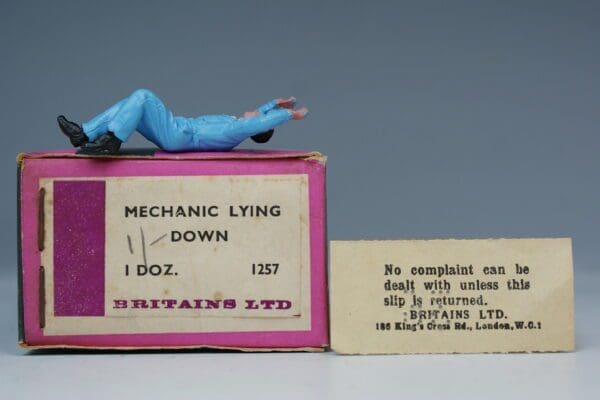 MECHANIC LYING
11/- DOWN
1 DOZ. 1257
BRITAINS LTD
No complaint can be
dealt with unless this
slip is returned.
BRITAINS LTD.
186 King's Cross Rd., London, W.C.1